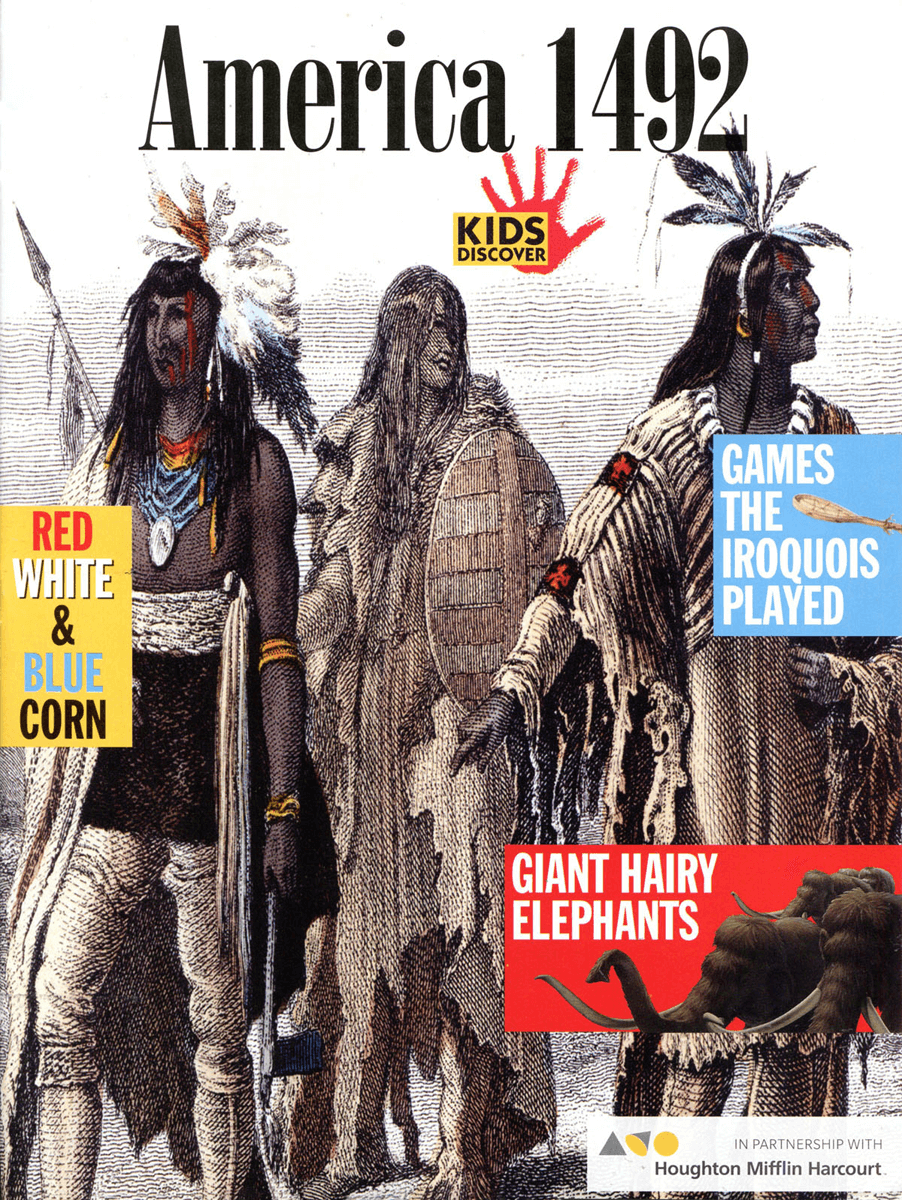 America 1492
KIDS
DISCOVER
GAMES
THE
IROQUOIS
PLAYED
RED
WHITE
&
BLUE
CORN
GIANT HAIRY
ELEPHANTS
IN PARTNERSHIP WITH
Houghton Mifflin Harcourt